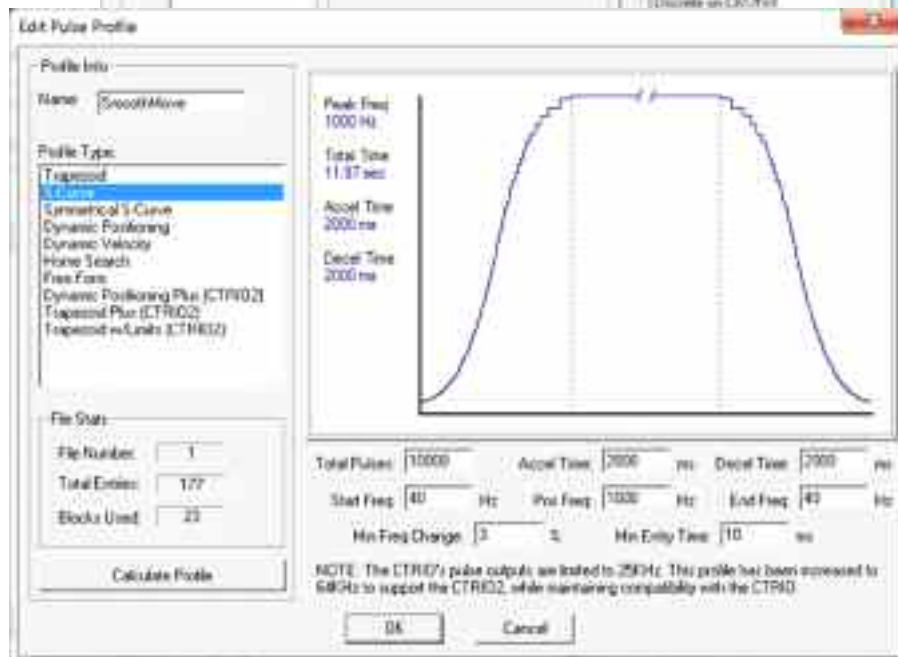 Edit Pulse Profile
Profile Info
Name: SmoothMove
Profile Type:
Trapezoid
S-Curve
Symmetrical S-Curve
Dynamic Positioning
Dynamic Velocity
Home Search
Free Form
Dynamic Positioning Plus (CTRIO2)
Trapezoid Plus (CTRIO2)
Trapezoid w/Limits (CTRIO2)
File Stats
File Number: 1
Total Entries: 177
Blocks Used: 23
Calculate Profile
Peak Freq
1000 Hz
Total Time
11.97 sec
Accel Time
2000 ms
Decel Time
2000 ms
Total Pulses: 10000 Accel Time: 2000 ms Decel Time: 2000 ms
Start Freq: 40 Hz Pos Freq: 1000 Hz End Freq: 40 Hz
Min Freq Change: 3 % Min Entry Time: 10 ms
NOTE: The CTRIO's pulse outputs are limited to 25KHz. This profile has been increased to
64KHz to support the CTRIO2, while maintaining compatibility with the CTRIO.
OK Cancel